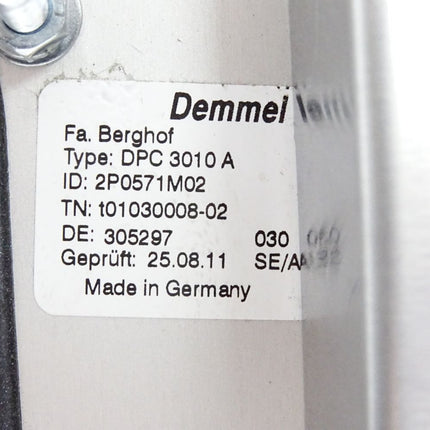 Demmel
Fa. Berghof
Type: DPC 3010 A
ID: 2P0571M02
TN: t01030008-02
DE: 305297 030
Geprüft: 25.08.11 SE/A
Made in Germany